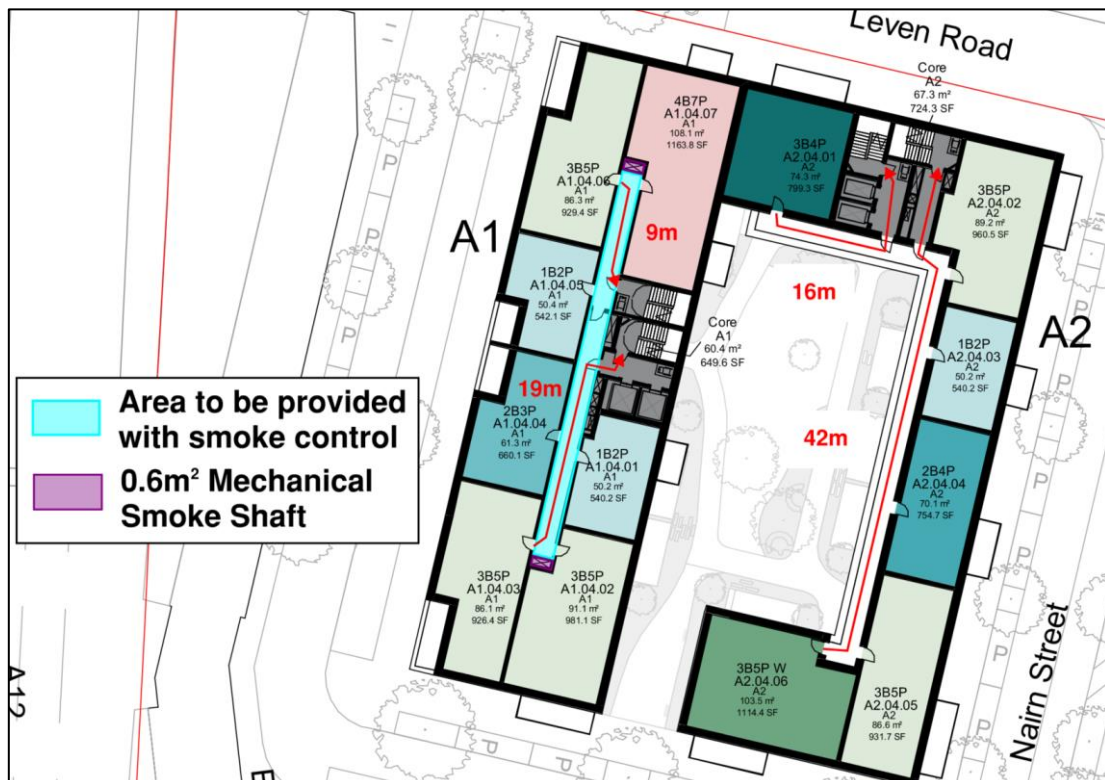 Leven Road
Core
A2
67.3 m²
724.3 SF
4B7P
A1.04.07
A1
108.1 m²
1163.8 SF
3B4P
A2.04.01
A2
74.3 m²
799.3 SF
3B5P
A1.04.06
A1
86.3 m²
929.4 SF
3B5P
A2.04.02
A2
89.2 m²
960.5 SF
A1
9m
1B2P
A1.04.05
A1
50.4 m²
542.1 SF
16m
Core
A1
60.4 m²
649.6 SF
1B2P
A2.04.03
A2
50.2 m²
540.2 SF
A2
Area to be provided
with smoke control
0.6m² Mechanical
Smoke Shaft
19m
2B3P
A1.04.04
A1
61.3 m²
660.1 SF
42m
1B2P
A1.04.01
A1
50.2 m²
540.2 SF
2B4P
A2.04.04
A2
70.1 m²
754.7 SF
3B5P
A1.04.03
A1
86.1 m²
926.4 SF
3B5P
A1.04.02
A1
91.1 m²
981.1 SF
3B5P W
A2.04.06
A2
103.5 m²
1114.4 SF
3B5P
A2.04.05
A2
86.6 m²
931.7 SF
Nairn Street
A12
P
P
P
P
P
P
P
P
P
P